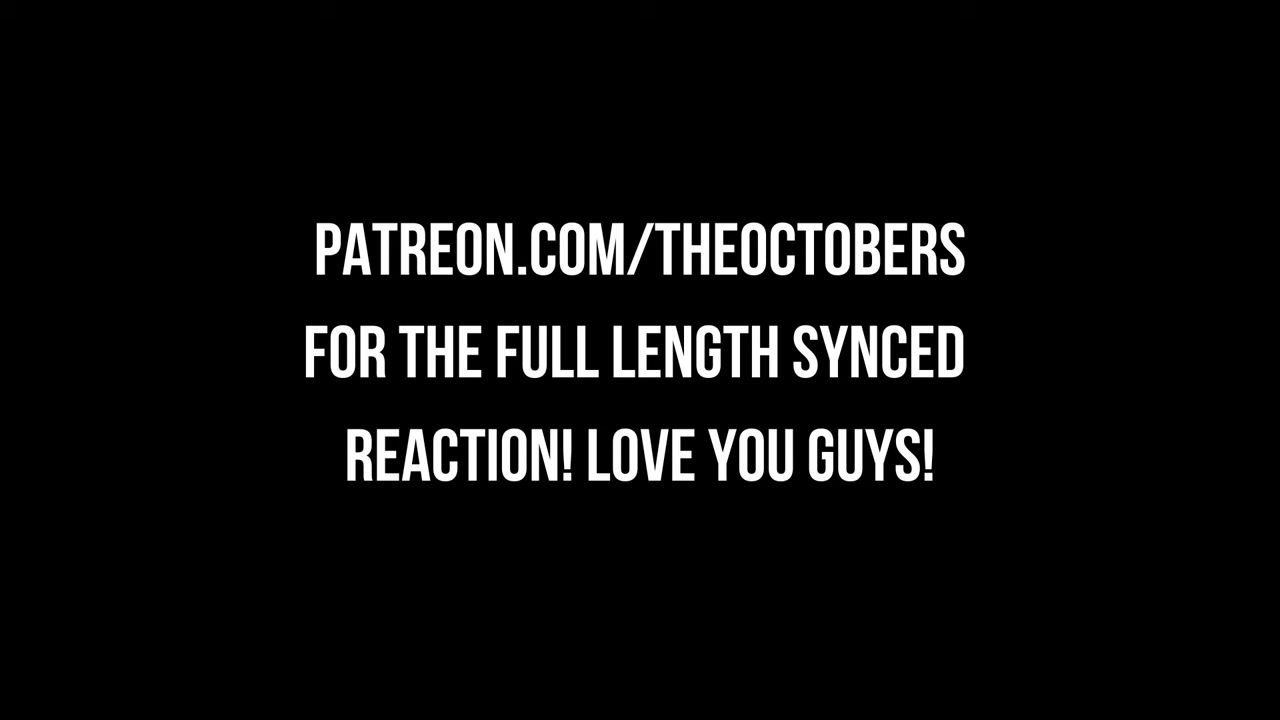 PATREON.COM/THEOCTOBERS
FOR THE FULL LENGTH SYNCED
REACTION! LOVE YOU GUYS!